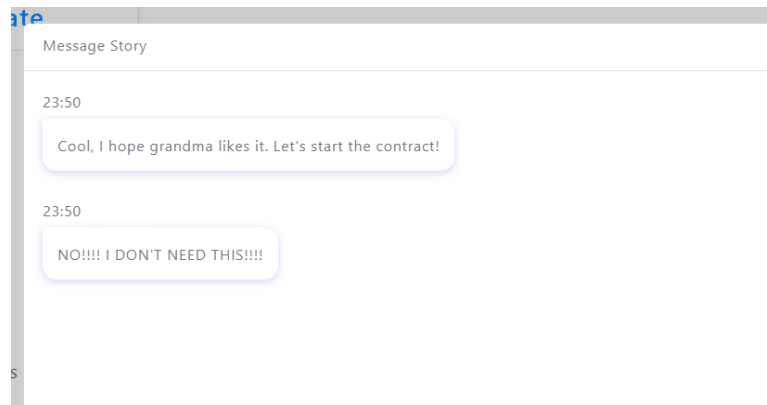 ate
Message Story
23:50
Cool, I hope grandma likes it. Let's start the contract!
23:50
NO!!!! I DON'T NEED THIS!!!!
s